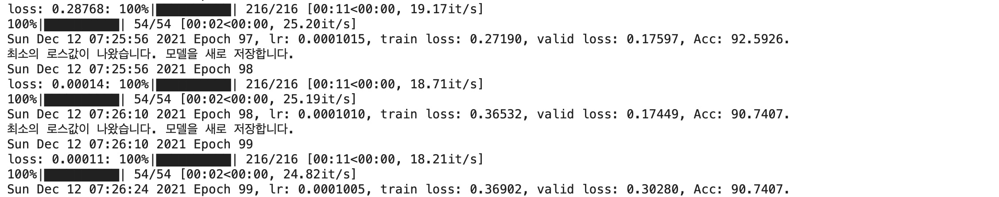 loss: 0.28768: 100%|██████████| 216/216 [00:11<00:00, 19.17it/s]
100%|██████████| 54/54 [00:02<00:00, 25.20it/s]
Sun Dec 12 07:25:56 2021 Epoch 97, lr: 0.0001015, train loss: 0.27190, valid loss: 0.17597, Acc: 92.5926.
최소의 로스값이 나왔습니다. 모델을 새로 저장합니다.
Sun Dec 12 07:25:56 2021 Epoch 98
loss: 0.00014: 100%|██████████| 216/216 [00:11<00:00, 18.71it/s]
100%|██████████| 54/54 [00:02<00:00, 25.19it/s]
Sun Dec 12 07:26:10 2021 Epoch 98, lr: 0.0001010, train loss: 0.36532, valid loss: 0.17449, Acc: 90.7407.
최소의 로스값이 나왔습니다. 모델을 새로 저장합니다.
Sun Dec 12 07:26:10 2021 Epoch 99
loss: 0.00011: 100%|██████████| 216/216 [00:11<00:00, 18.21it/s]
100%|██████████| 54/54 [00:02<00:00, 24.82it/s]
Sun Dec 12 07:26:24 2021 Epoch 99, lr: 0.0001005, train loss: 0.36902, valid loss: 0.30280, Acc: 90.7407.